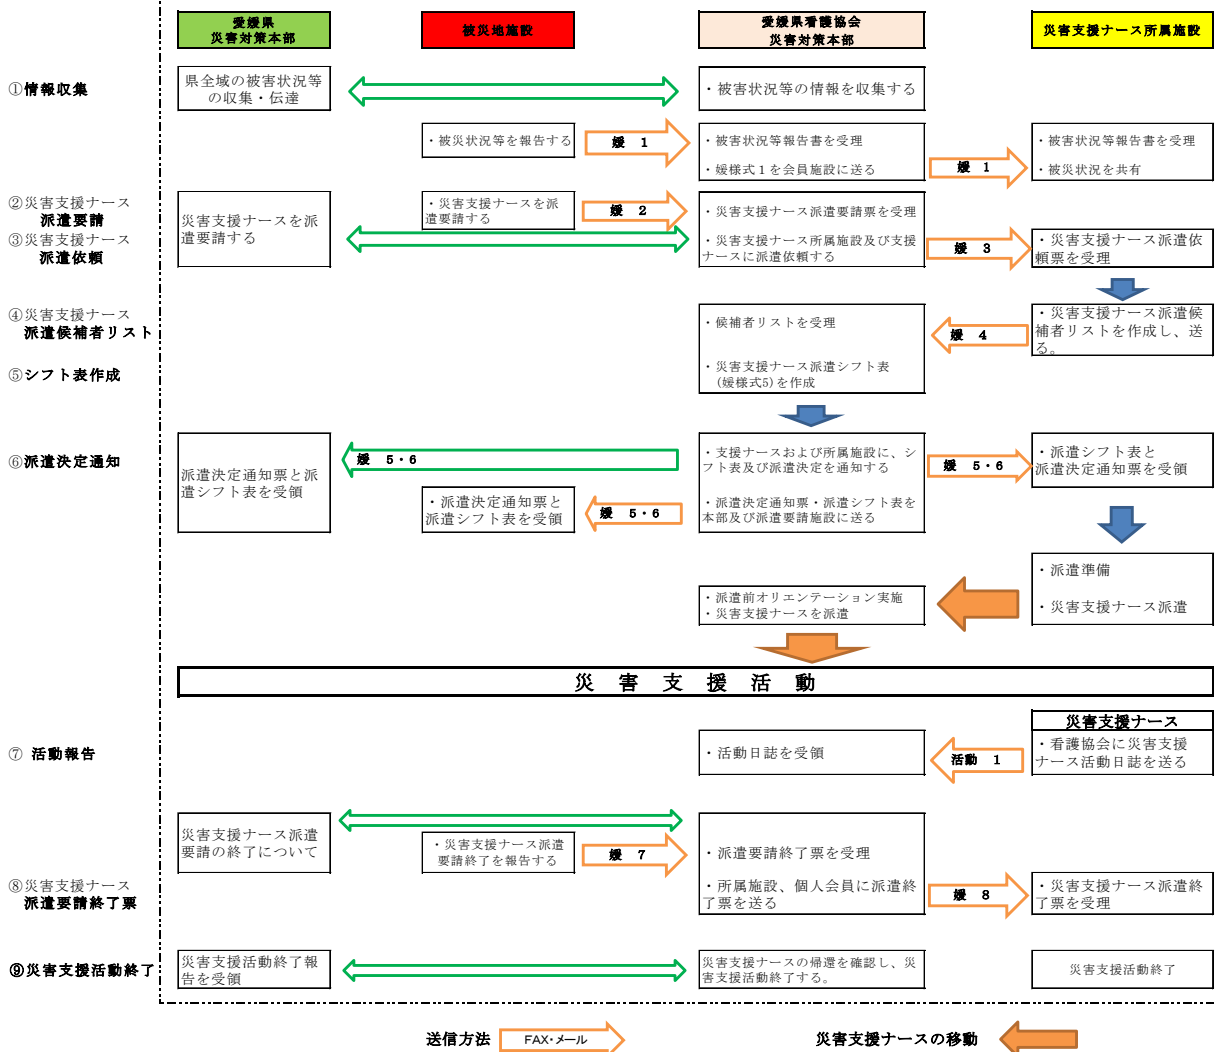 愛媛県
災害対策本部
被災地施設
愛媛県看護協会
災害対策本部
災害支援ナース所属施設
①情報収集
県全域の被害状況等
の収集・伝達
・被害状況等の情報を収集する
・被災状況等を報告する
媛 1
・被害状況等報告書を受理
・媛様式１を会員施設に送る
媛 1
・被害状況等報告書を受理
・被災状況を共有
②災害支援ナース
派遣要請
③災害支援ナース
派遣依頼
災害支援ナースを派
遣要請する
・災害支援ナースを派
遣要請する
媛 2
・災害支援ナース派遣要請票を受理
・災害支援ナース所属施設及び支援
ナースに派遣依頼する
媛 3
・災害支援ナース派遣依
頼票を受理
④災害支援ナース
派遣候補者リスト
・候補者リストを受理
媛 4
・災害支援ナース派遣候
補者リストを作成し、送
る。
⑤シフト表作成
・災害支援ナース派遣シフト表
(媛様式5)を作成
⑥派遣決定通知
派遣決定通知票と派
遣シフト表を受領
媛 5・6
・派遣決定通知票と
派遣シフト表を受領
媛 5・6
・支援ナースおよび所属施設に、シ
フト表及び派遣決定を通知する
・派遣決定通知票・派遣シフト表を
本部及び派遣要請施設に送る
媛 5・6
・派遣シフト表と
派遣決定通知票を受領
・派遣前オリエンテーション実施
・災害支援ナースを派遣
・派遣準備
・災害支援ナース派遣
災害支援活動
災害支援ナース
⑦ 活動報告
・活動日誌を受領
活動 1
・看護協会に災害支援
ナース活動日誌を送る
災害支援ナース派遣
要請の終了について
・災害支援ナース派遣
要請終了を報告する
媛 7
・派遣要請終了票を受理
・所属施設、個人会員に派遣終
了票を送る
媛 8
・災害支援ナース派遣終
了票を受理
⑧災害支援ナース
派遣要請終了票
⑨災害支援活動終了
災害支援活動終了報
告を受領
災害支援ナースの帰還を確認し、災
害支援活動終了する。
災害支援活動終了
送信方法
FAX・メール
災害支援ナースの移動